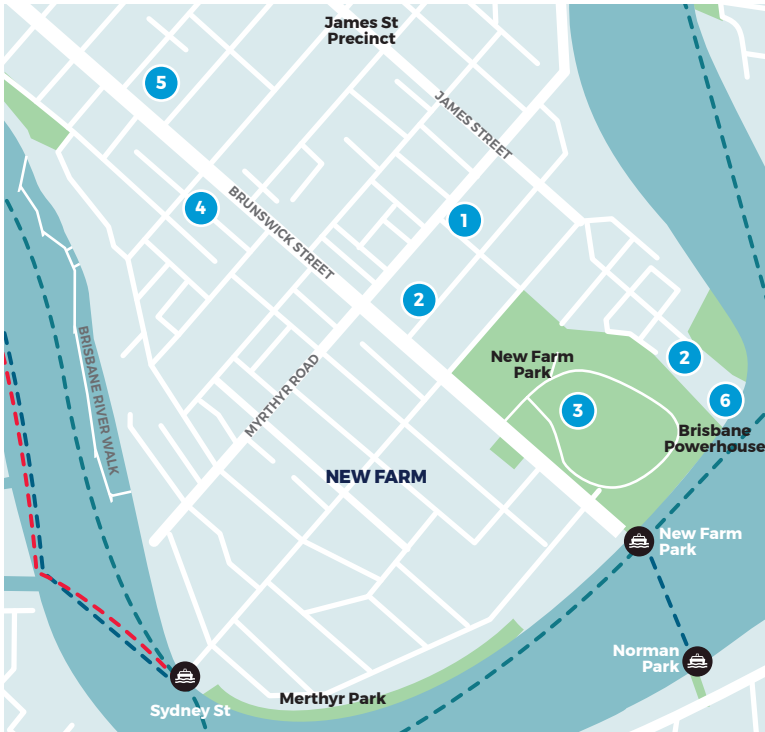 James St
Precinct
5
JAMES STREET
4
BRUNSWICK STREET
1
2
BRISBANE RIVER WALK
MYRTHYR ROAD
New Farm
Park
2
3
6
Brisbane
Powerhouse
NEW FARM
New Farm
Park
Norman
Park
Merthyr Park
Sydney St